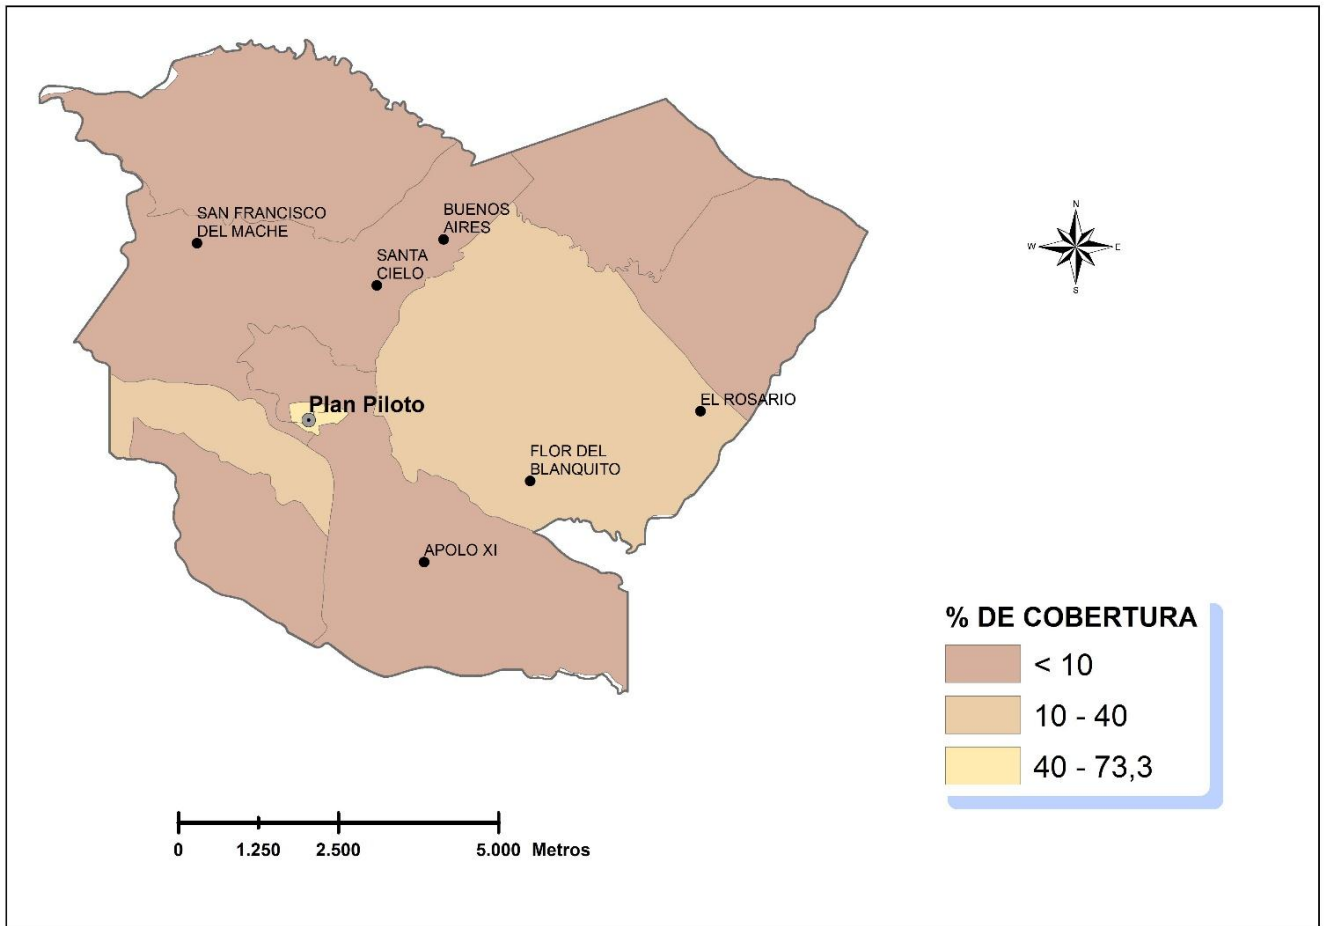 N
W
E
S
SAN FRANCISCO
DEL MACHE
BUENOS
AIRES
SANTA
CIELO
Plan Piloto
EL ROSARIO
FLOR DEL
BLANQUITO
APOLO XI
% DE COBERTURA
< 10
10 - 40
40 - 73,3
0 1.250 2.500 5.000 Metros